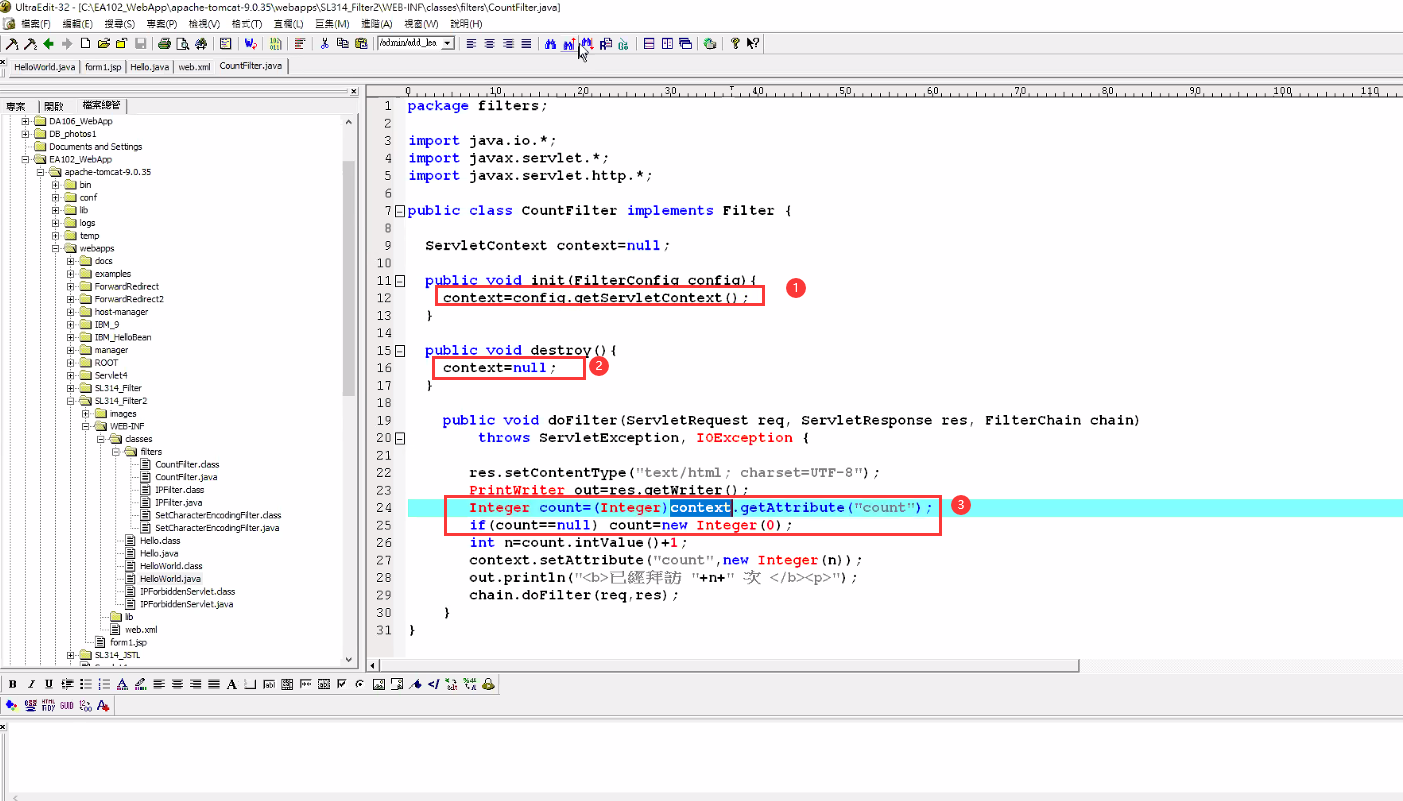 UltraEdit-32 - [C:\EA102_WebApp\apache-tomcat-9.0.35\webapps\SL314_Filter2\WEB-INF\classes\filters\CountFilter.java]
檔案(F) 編輯(E) 搜尋(S) 專案(P) 檢視(V) 格式(T) 直欄(L) 巨集(M) 進階(A) 視窗(W) 說明(H)
/admin/add_lea
HelloWorld.java form1.jsp Hello.java web.xml CountFilter.java
專案 開啟 檔案總管
DA106_WebApp
DB_photos1
Documents and Settings
EA102_WebApp
apache-tomcat-9.0.35
bin
conf
lib
logs
temp
webapps
docs
examples
ForwardRedirect
ForwardRedirect2
host-manager
IBM_9
IBM_HelloBean
manager
ROOT
Servlet4
SL314_Filter
SL314_Filter2
images
WEB-INF
classes
filters
CountFilter.class
CountFilter.java
IPFilter.class
IPFilter.java
SetCharacterEncodingFilter.class
SetCharacterEncodingFilter.java
Hello.class
Hello.java
HelloWorld.class
HelloWorld.java
IPForbiddenServlet.class
IPForbiddenServlet.java
lib
web.xml
form1.jsp
SL314_JSTL
0 10 20 30 40 50 60 70 80 90 100 110
1 package filters;
2
3 import java.io.*;
4 import javax.servlet.*;
5 import javax.servlet.http.*;
6
7 public class CountFilter implements Filter {
8
9 ServletContext context=null;
10
11 public void init(FilterConfig config){
12 context=config.getServletContext(); 1
13 }
14
15 public void destroy(){
16 context=null; 2
17 }
18
19 public void doFilter(ServletRequest req, ServletResponse res, FilterChain chain)
20 throws ServletException, IOException {
21
22 res.setContentType("text/html; charset=UTF-8");
23 PrintWriter out=res.getWriter();
24 Integer count=(Integer)context.getAttribute("count"); 3
25 if(count==null) count=new Integer(0);
26 int n=count.intValue()+1;
27 context.setAttribute("count",new Integer(n));
28 out.println("<b>已經拜訪 "+n+" 次 </b><p>");
29 chain.doFilter(req,res);
30 }
31 }